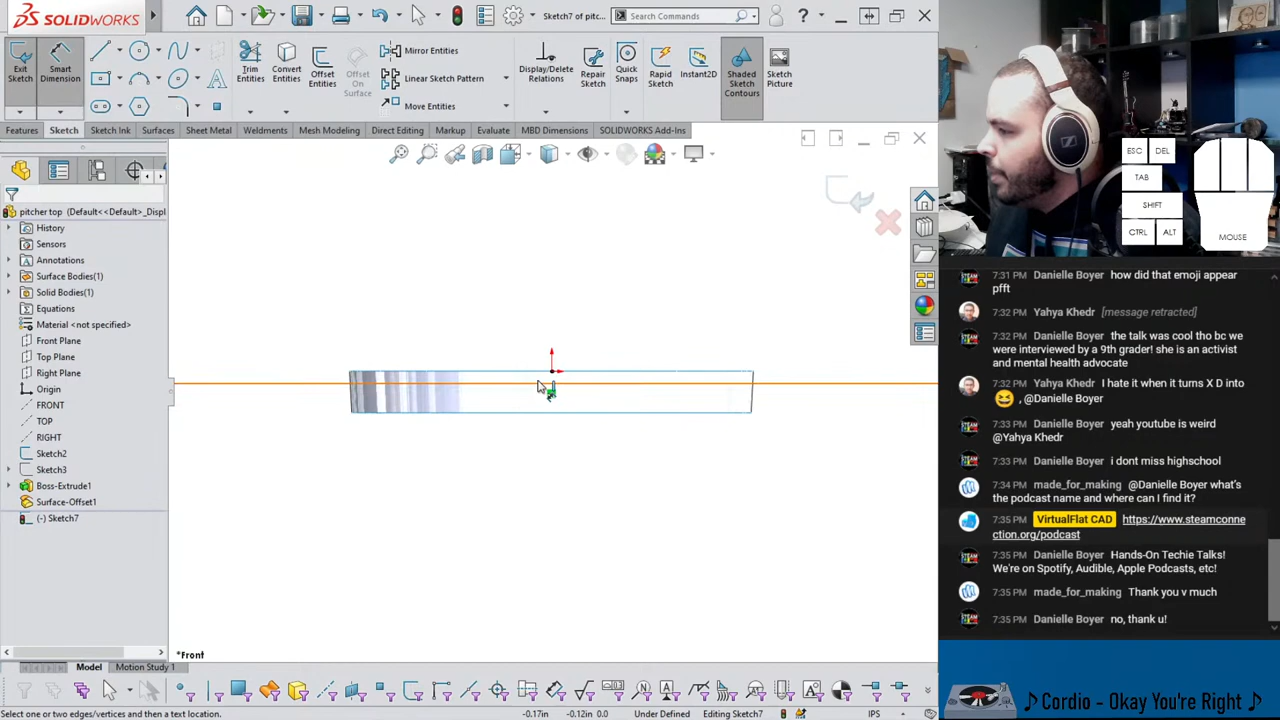 SOLIDWORKS
Sketch7 of pitc...
Search Commands
Exit Sketch
Smart Dimension
Trim Entities
Convert Entities
Offset Entities
Offset On Surface
Mirror Entities
Linear Sketch Pattern
Move Entities
Display/Delete Relations
Repair Sketch
Quick Snaps
Rapid Sketch
Instant2D
Shaded Sketch Contours
Sketch Picture
Features
Sketch
Sketch Ink
Surfaces
Sheet Metal
Weldments
Mesh Modeling
Direct Editing
Markup
Evaluate
MBD Dimensions
SOLIDWORKS Add-Ins
pitcher top (Default<<Default>_Displ
History
Sensors
Annotations
Surface Bodies(1)
Solid Bodies(1)
Equations
Material <not specified>
Front Plane
Top Plane
Right Plane
Origin
FRONT
TOP
RIGHT
Sketch2
Sketch3
Boss-Extrude1
Surface-Offset1
(-) Sketch7
*Front
Model
Motion Study 1
Select one or two edges/vertices and then a text location.
-0.17in
-0.12in
0.0
Under Defined
Editing Sketch7
IPS
ESC
DEL
TAB
SHIFT
CTRL
ALT
MOUSE
7:31 PM Danielle Boyer how did that emoji appear
pfft
7:32 PM Yahya Khedr [message retracted]
7:32 PM Danielle Boyer the talk was cool tho bc we
were interviewed by a 9th grader! she is an activist
and mental health advocate
7:32 PM Yahya Khedr I hate it when it turns X D into
, @Danielle Boyer
7:33 PM Danielle Boyer yeah youtube is weird
@Yahya Khedr
7:33 PM Danielle Boyer i dont miss highschool
7:34 PM made_for_making @Danielle Boyer what's
the podcast name and where can I find it?
7:35 PM VirtualFlat CAD https://www.steamconne
ction.org/podcast
7:35 PM Danielle Boyer Hands-On Techie Talks!
We're on Spotify, Audible, Apple Podcasts, etc!
7:35 PM made_for_making Thank you v much
7:35 PM Danielle Boyer no, thank u!
♪ Cordio - Okay You're Right ♪